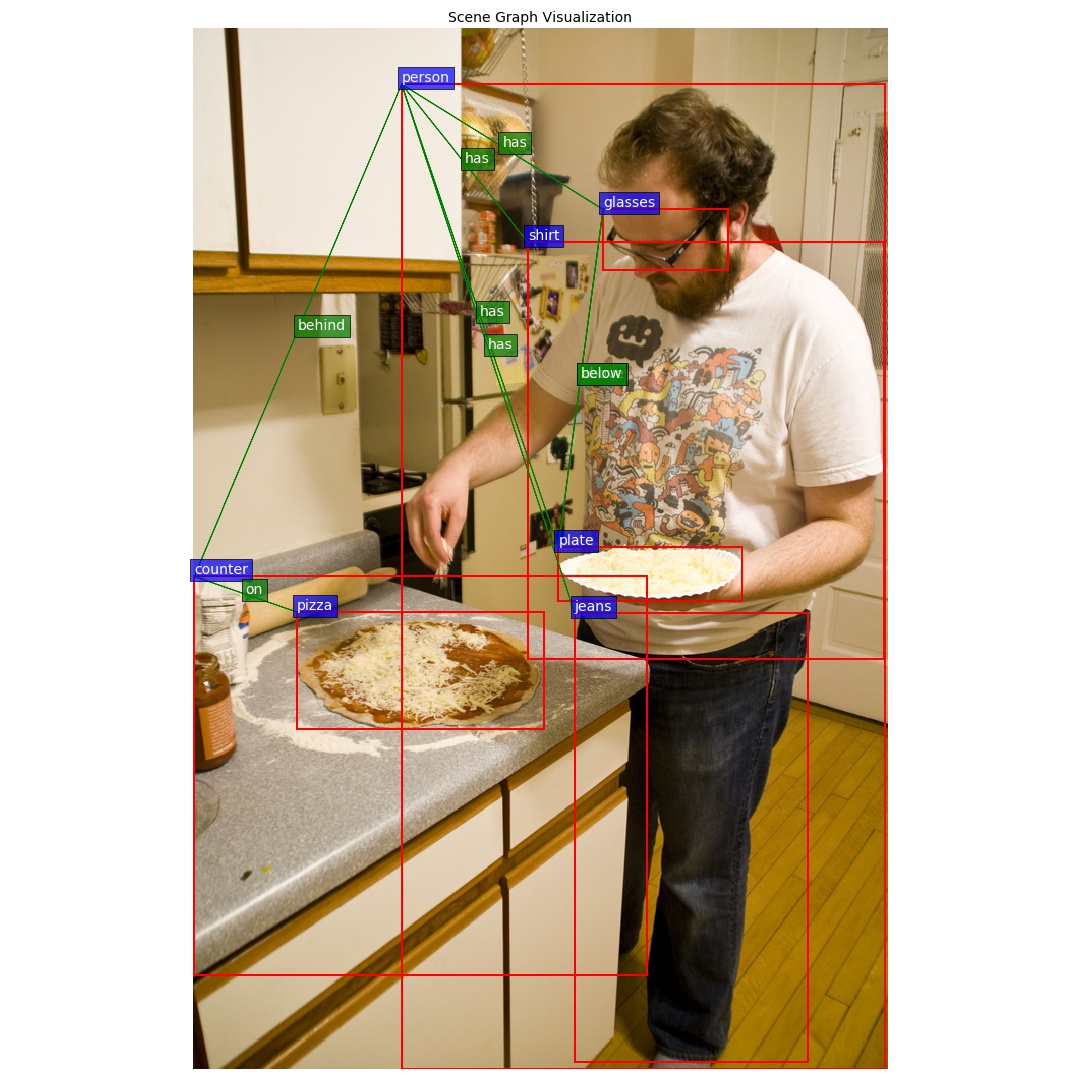 Scene Graph Visualization
person
has
has
glasses
shirt
has
behind
has
below
plate
counter
on
pizza
jeans